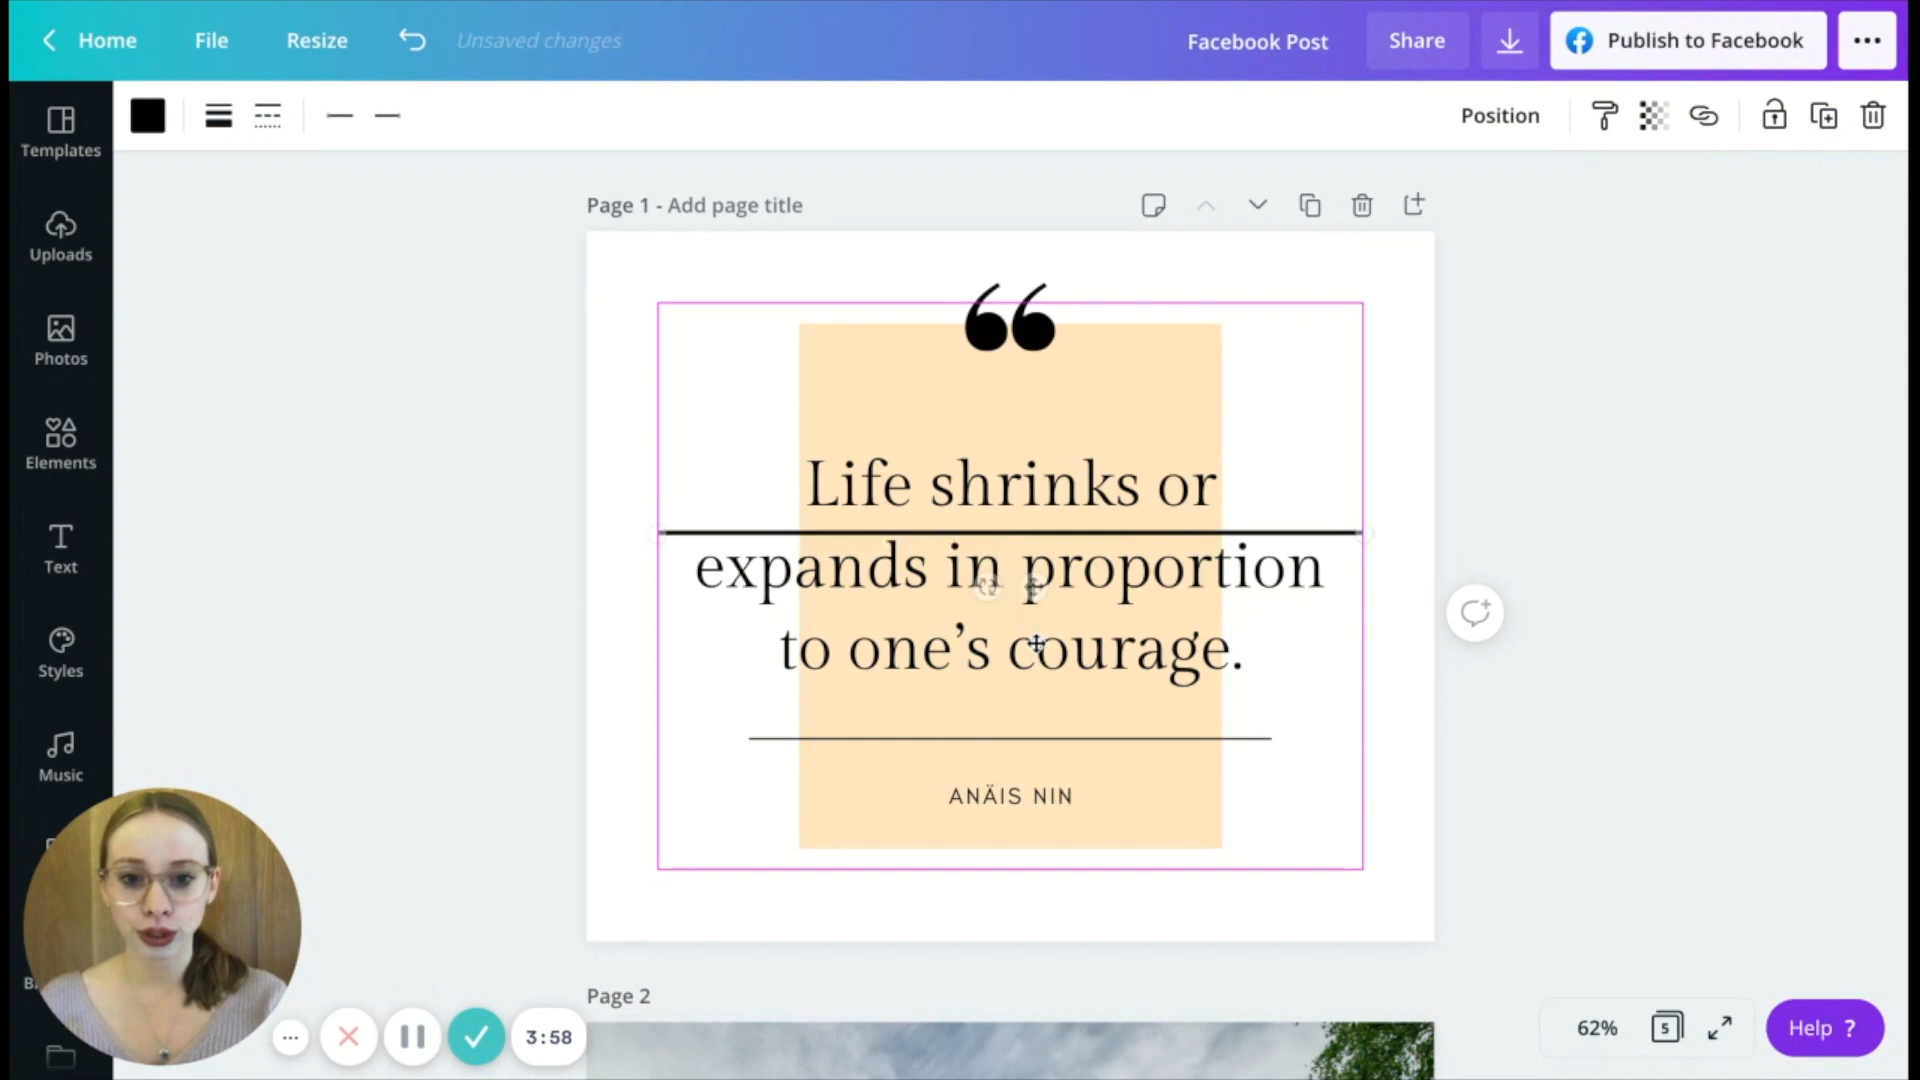 Home File Resize Unsaved changes Facebook Post Share Publish to Facebook
Position
Templates
Uploads
Photos
Elements
Text
Styles
Music
Page 1 - Add page title
“
Life shrinks or
expands in proportion
to one’s courage.
ANÄIS NIN
Page 2
3:58
62% 5 Help ?